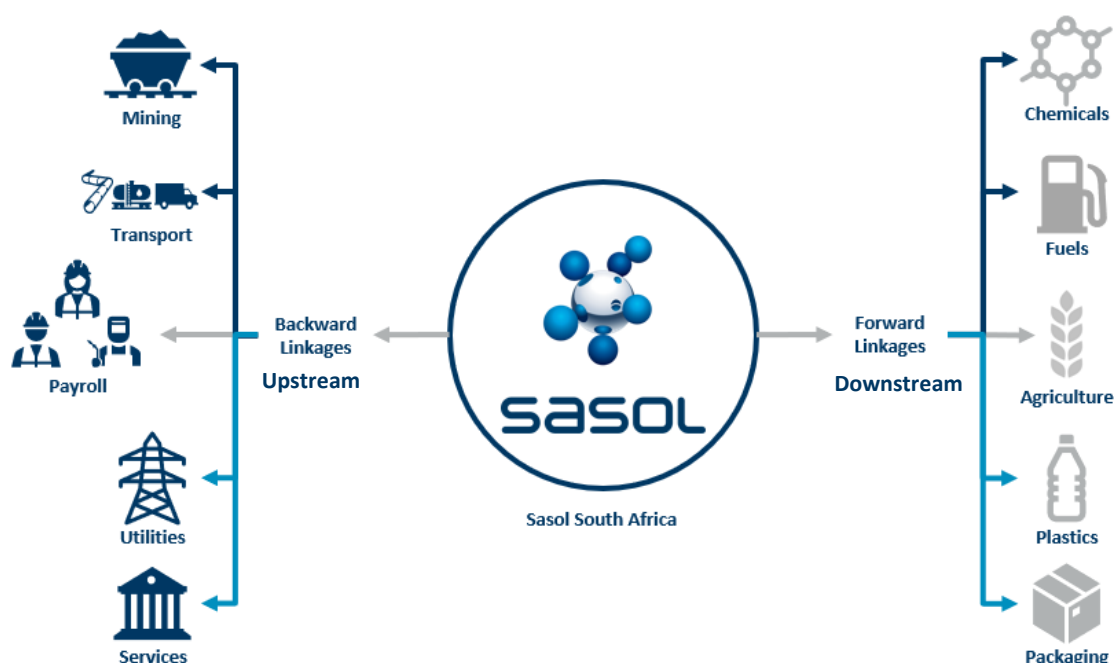 Mining
Transport
Payroll
Utilities
Services
Backward
Linkages
Upstream
sasol
Sasol South Africa
Forward
Linkages
Downstream
Chemicals
Fuels
Agriculture
Plastics
Packaging